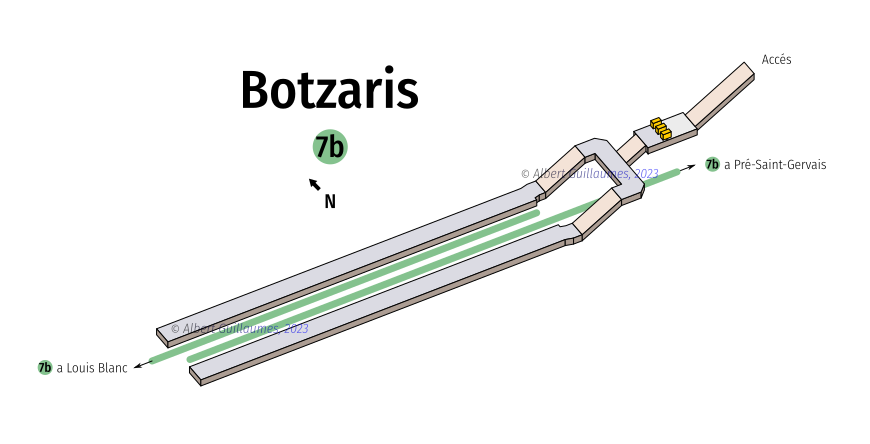 Accés
Botzaris
7b
7b a Pré-Saint-Gervais
© Albert Guillaumes, 2023
N
© Albert Guillaumes, 2023
7b a Louis Blanc